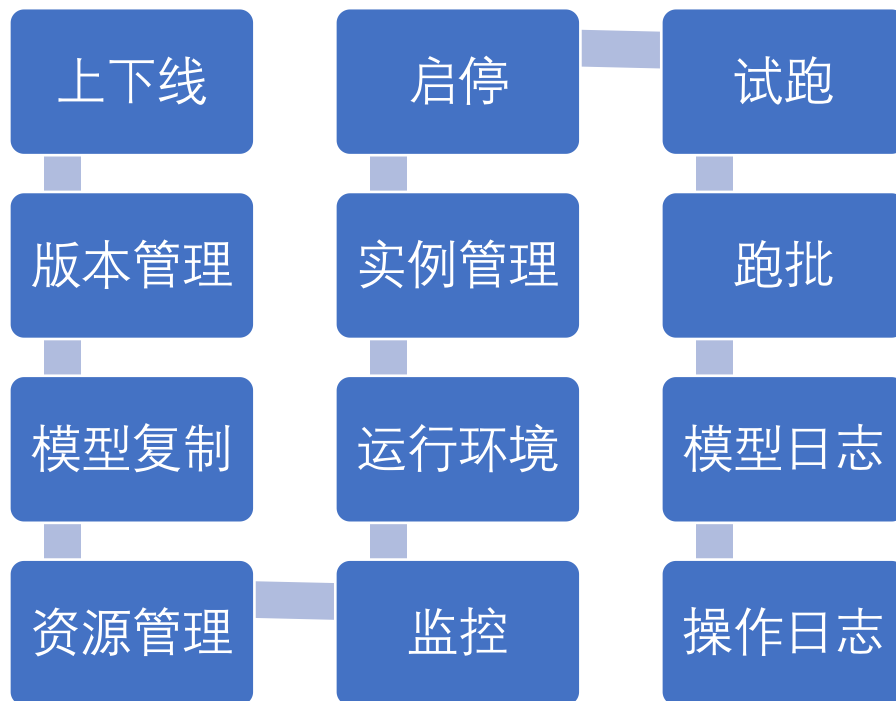 上下线
版本管理
模型复制
资源管理
监控
运行环境
实例管理
启停
试跑
跑批
模型日志
操作日志